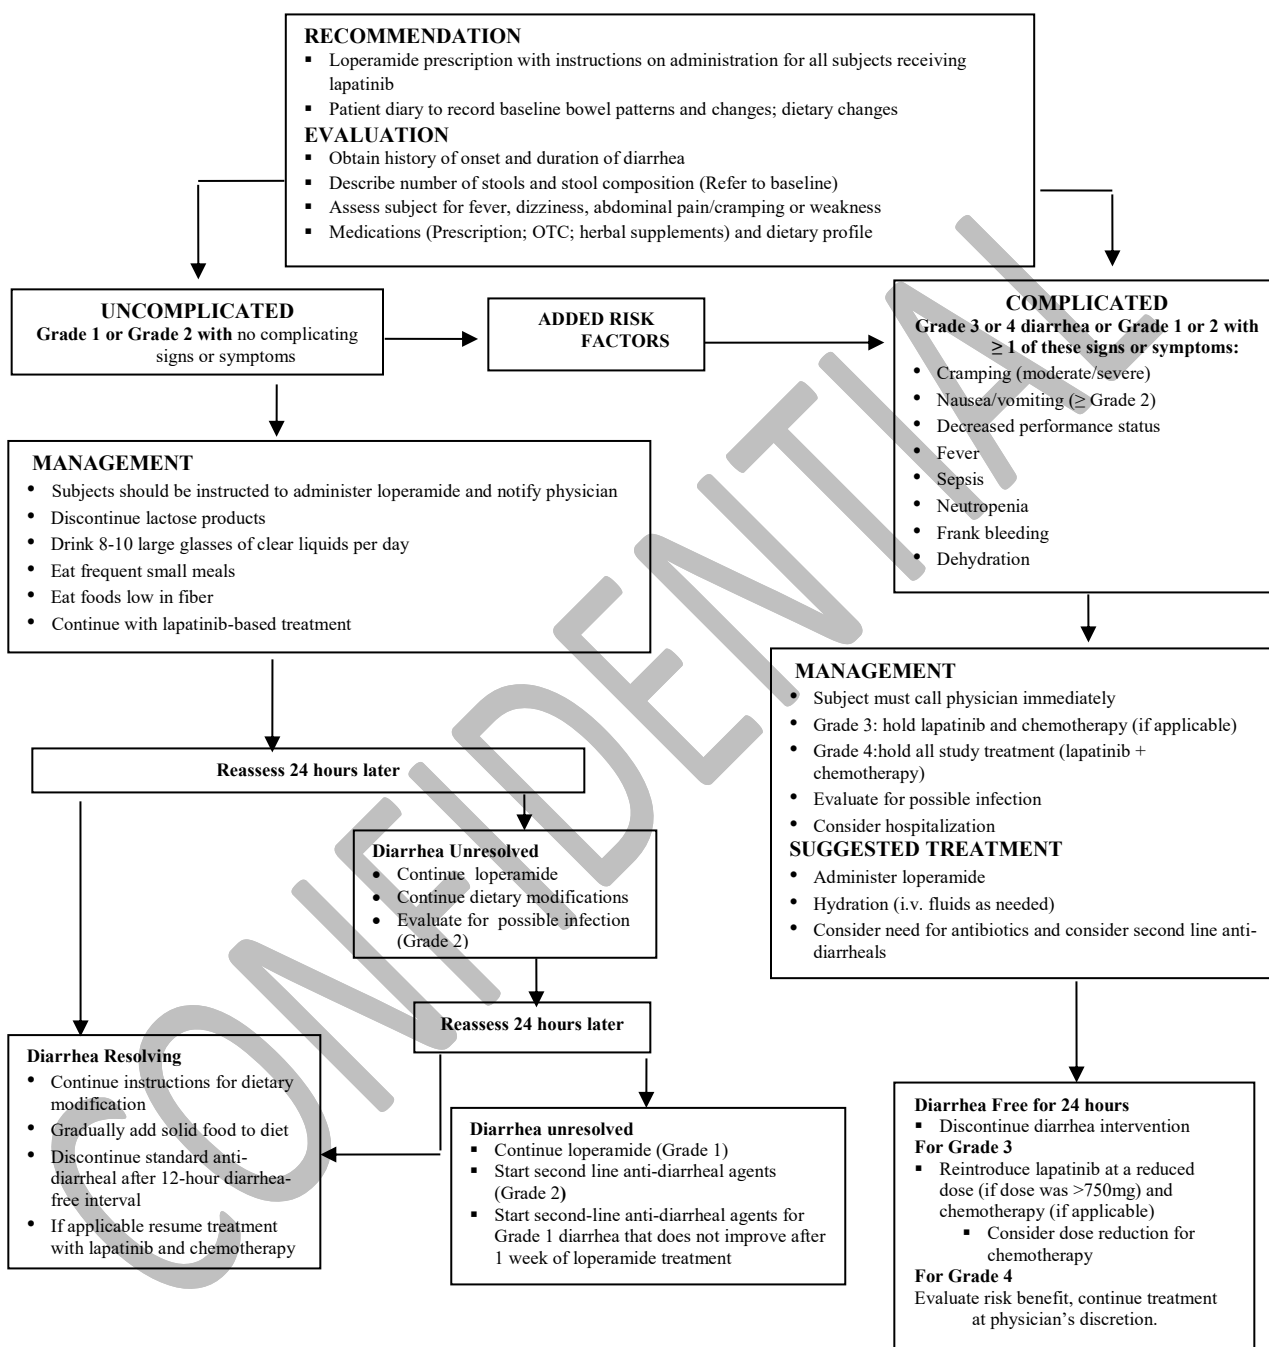 RECOMMENDATION
▪ Loperamide prescription with instructions on administration for all subjects receiving
lapatinib
▪ Patient diary to record baseline bowel patterns and changes; dietary changes
EVALUATION
▪ Obtain history of onset and duration of diarrhea
▪ Describe number of stools and stool composition (Refer to baseline)
▪ Assess subject for fever, dizziness, abdominal pain/cramping or weakness
▪ Medications (Prescription; OTC; herbal supplements) and dietary profile
UNCOMPLICATED
Grade 1 or Grade 2 with no complicating
signs or symptoms
ADDED RISK
FACTORS
COMPLICATED
Grade 3 or 4 diarrhea or Grade 1 or 2 with
≥ 1 of these signs or symptoms:
• Cramping (moderate/severe)
• Nausea/vomiting (≥ Grade 2)
• Decreased performance status
• Fever
• Sepsis
• Neutropenia
• Frank bleeding
• Dehydration
MANAGEMENT
• Subjects should be instructed to administer loperamide and notify physician
• Discontinue lactose products
• Drink 8-10 large glasses of clear liquids per day
• Eat frequent small meals
• Eat foods low in fiber
• Continue with lapatinib-based treatment
MANAGEMENT
• Subject must call physician immediately
• Grade 3: hold lapatinib and chemotherapy (if applicable)
• Grade 4:hold all study treatment (lapatinib +
chemotherapy)
• Evaluate for possible infection
• Consider hospitalization
SUGGESTED TREATMENT
• Administer loperamide
• Hydration (i.v. fluids as needed)
• Consider need for antibiotics and consider second line anti-
diarrheals
Reassess 24 hours later
Diarrhea Unresolved
• Continue loperamide
• Continue dietary modifications
• Evaluate for possible infection
(Grade 2)
Reassess 24 hours later
Diarrhea Resolving
• Continue instructions for dietary
modification
• Gradually add solid food to diet
• Discontinue standard anti-
diarrheal after 12-hour diarrhea-
free interval
• If applicable resume treatment
with lapatinib and chemotherapy
Diarrhea unresolved
▪ Continue loperamide (Grade 1)
▪ Start second line anti-diarrheal agents
(Grade 2)
▪ Start second-line anti-diarrheal agents for
Grade 1 diarrhea that does not improve after
1 week of loperamide treatment
Diarrhea Free for 24 hours
▪ Discontinue diarrhea intervention
For Grade 3
▪ Reintroduce lapatinib at a reduced
dose (if dose was >750mg) and
chemotherapy (if applicable)
▪ Consider dose reduction for
chemotherapy
For Grade 4
Evaluate risk benefit, continue treatment
at physician's discretion.
CONFIDENTIAL